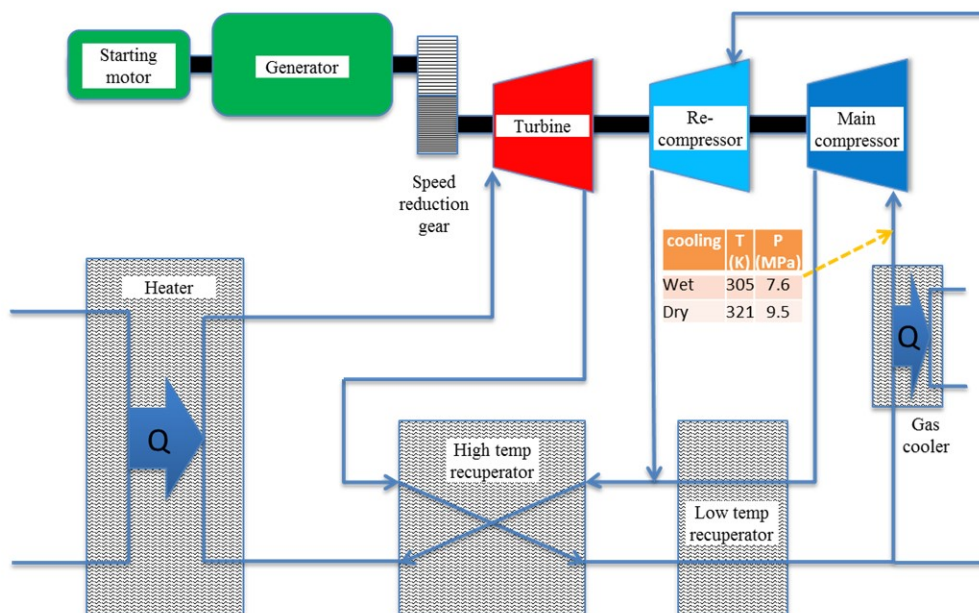 Starting
motor
Generator
Turbine
Re-
compressor
Main
compressor
Speed
reduction
gear
cooling T P
(K) (MPa)
Wet 305 7.6
Dry 321 9.5
Heater
Q
Q
Gas
cooler
High temp
recuperator
Low temp
recuperator